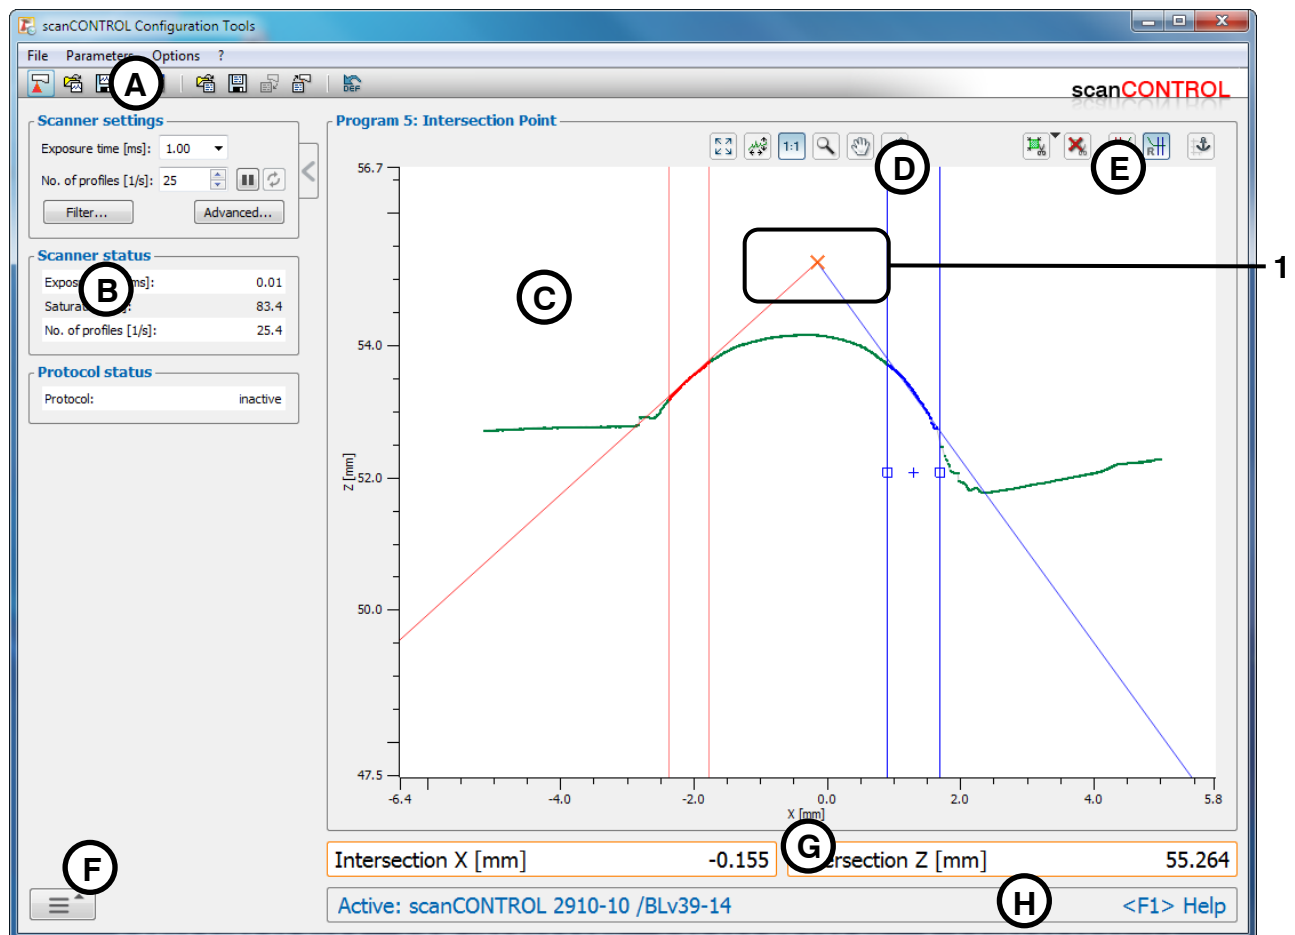 scanCONTROL Configuration Tools
File Parameters Options ?
A
DEF
scanCONTROL
Scanner settings
Exposure time [ms]: 1.00
No. of profiles [1/s]: 25
Filter... Advanced...
Scanner status
ms]: 0.01
B
83.4
No. of profiles [1/s]: 25.4
Protocol status
Protocol: inactive
Program 5: Intersection Point
1:1
D
E
R
56.7
C
1
54.0
Z [mm]
52.0
50.0
47.5
-6.4 -4.0 -2.0 0.0 2.0 4.0 5.8
X [mm]
F
G
Intersection X [mm] -0.155
rsection Z [mm] 55.264
H
Active: scanCONTROL 2910-10 /BLv39-14 <F1> Help